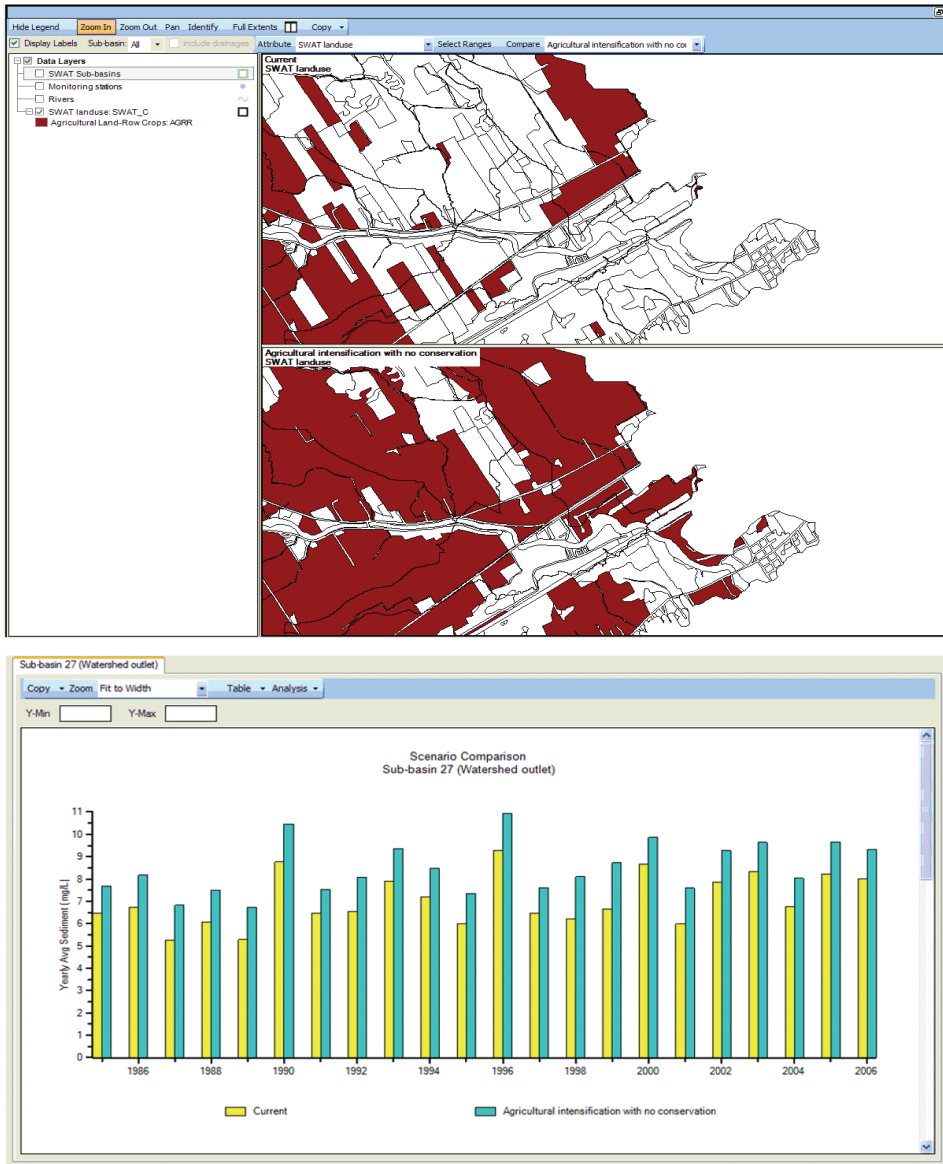 Hide Legend Zoom In Zoom Out Pan Identify Full Extents Copy
Display Labels Sub-basin: All include drainages Attribute SWAT landuse Select Ranges Compare Agricultural intensification with no cor
Data Layers
SWAT Sub-basins
Monitoring stations
Rivers
SWAT landuse: SWAT_C
Agricultural Land-Row Crops: AGRR
Current
SWAT landuse
Agricultural intensification with no conservation
SWAT landuse
Sub-basin 27 (Watershed outlet)
Copy Zoom Fit to Width Table Analysis
Y-Min Y-Max
Scenario Comparison
Sub-basin 27 (Watershed outlet)
Yearly Avg Sediment ( mg/L)
11
10
9
8
7
6
5
4
3
2
1
0
1986 1988 1990 1992 1994 1996 1998 2000 2002 2004 2006
Current Agricultural intensification with no conservation